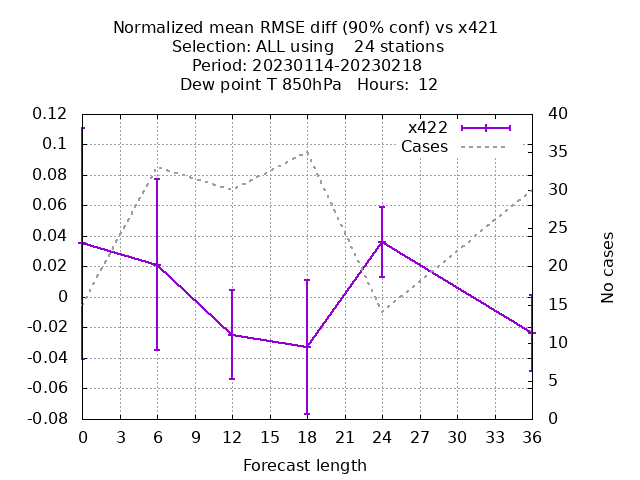 Normalized mean RMSE diff (90% conf) vs x421
Selection: ALL using    24 stations
Period: 20230114-20230218
Dew point T 850hPa   Hours:  12
0.12
0.1
0.08
0.06
0.04
0.02
0
-0.02
-0.04
-0.06
-0.08
x422
Cases
40
35
30
25
20
15
10
5
0
No cases
0 3 6 9 12 15 18 21 24 27 30 33 36
Forecast length